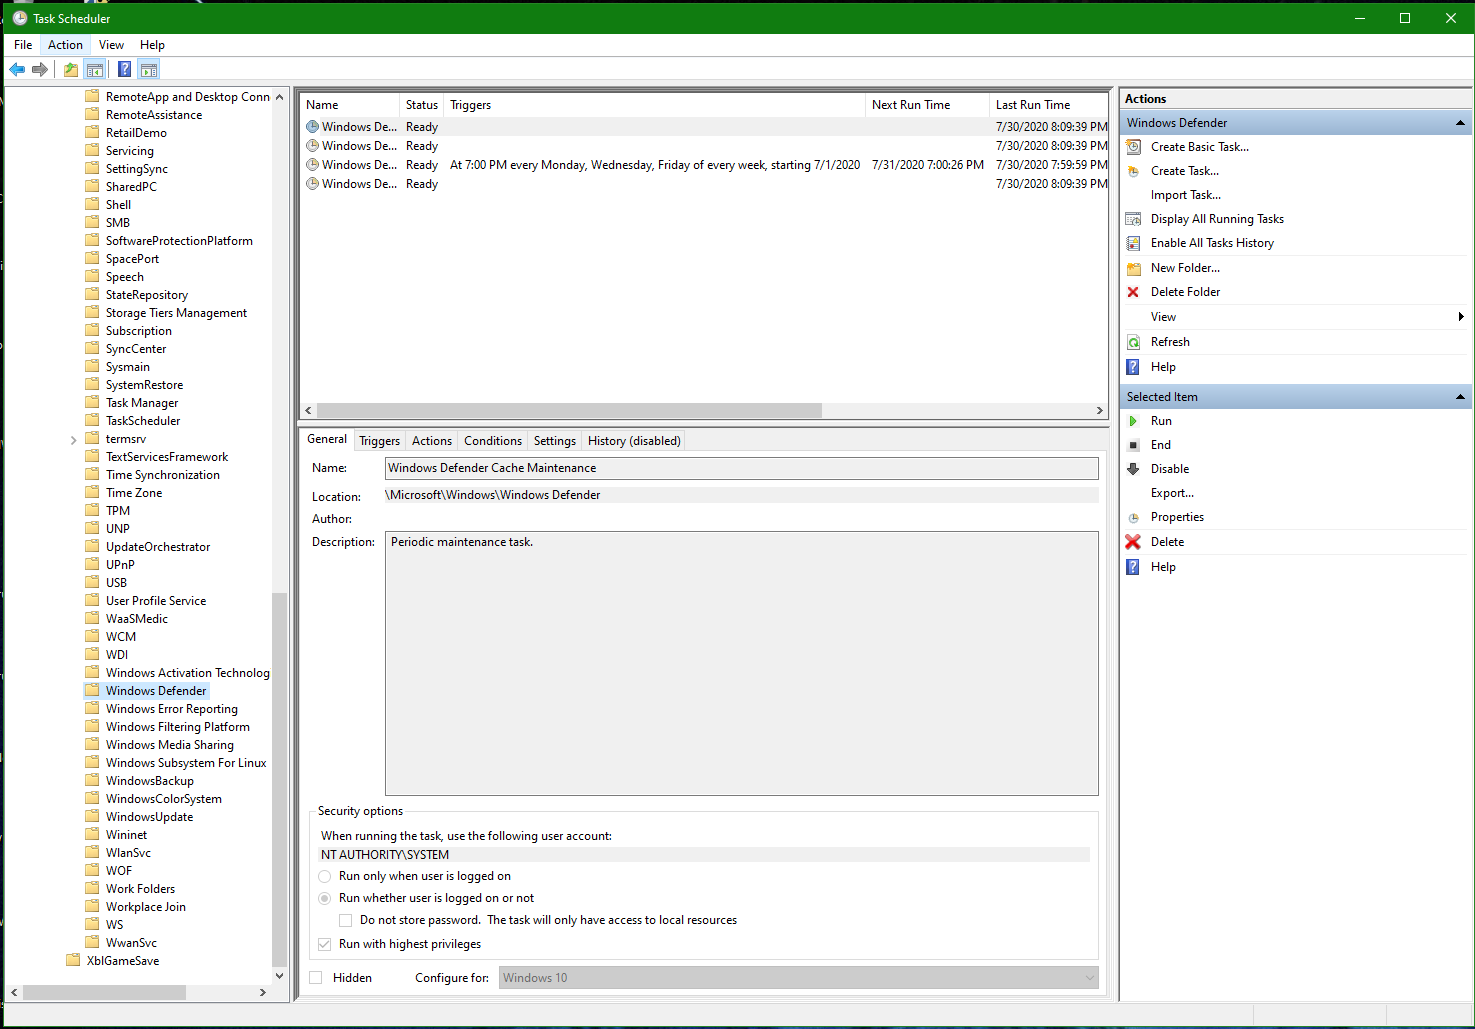 Task Scheduler
File Action View Help
RemoteApp and Desktop Conn
RemoteAssistance
RetailDemo
Servicing
SettingSync
SharedPC
Shell
SMB
SoftwareProtectionPlatform
SpacePort
Speech
StateRepository
Storage Tiers Management
Subscription
SyncCenter
Sysmain
SystemRestore
Task Manager
TaskScheduler
termsrv
TextServicesFramework
Time Synchronization
Time Zone
TPM
UNP
UpdateOrchestrator
UPnP
USB
User Profile Service
WaaSMedic
WCM
WDI
Windows Activation Technolog
Windows Defender
Windows Error Reporting
Windows Filtering Platform
Windows Media Sharing
Windows Subsystem For Linux
WindowsBackup
WindowsColorSystem
WindowsUpdate
Wininet
WlanSvc
WOF
Work Folders
Workplace Join
WS
WwanSvc
XblGameSave
Name Status Triggers Next Run Time Last Run Time
Windows De... Ready 7/30/2020 8:09:39 PM
Windows De... Ready 7/30/2020 8:09:39 PM
Windows De... Ready At 7:00 PM every Monday, Wednesday, Friday of every week, starting 7/1/2020 7/31/2020 7:00:26 PM 7/30/2020 7:59:59 PM
Windows De... Ready 7/30/2020 8:09:39 PM
General Triggers Actions Conditions Settings History (disabled)
Name: Windows Defender Cache Maintenance
Location: \Microsoft\Windows\Windows Defender
Author:
Description: Periodic maintenance task.
Security options
When running the task, use the following user account:
NT AUTHORITY\SYSTEM
Run only when user is logged on
Run whether user is logged on or not
Do not store password. The task will only have access to local resources
Run with highest privileges
Hidden Configure for: Windows 10
Actions
Windows Defender
Create Basic Task...
Create Task...
Import Task...
Display All Running Tasks
Enable All Tasks History
New Folder...
Delete Folder
View
Refresh
Help
Selected Item
Run
End
Disable
Export...
Properties
Delete
Help